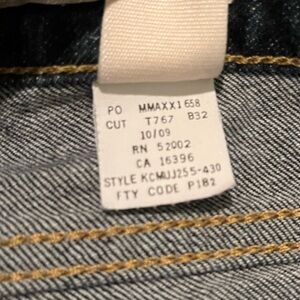 PO MMAXX1658
CUT T767 B32
10/09
RN 52002
CA 16396
STYLE KCMUJ255-430
FTY CODE P182